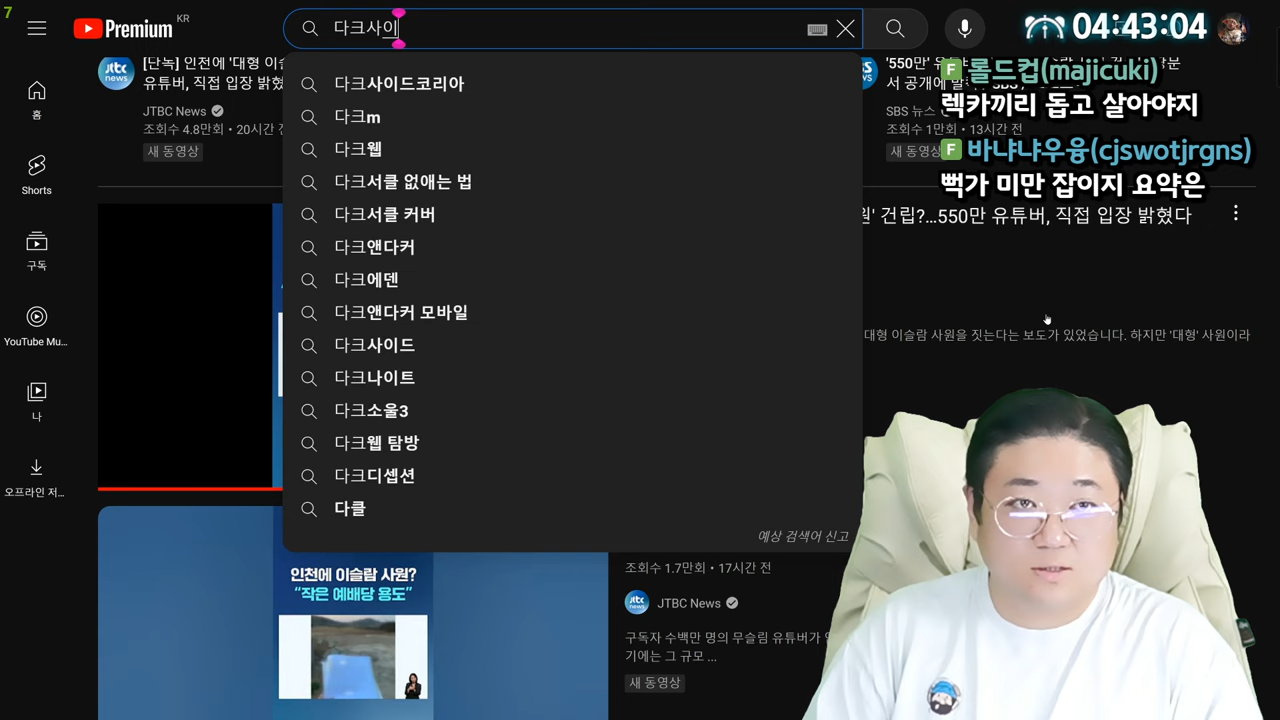 7
Premium KR
다크사이
04:43:04
[단독] 인천에 '대형 이슬
유튜버, 직접 입장 밝혔
JTBC News
조회수 4.8만회 • 20시간 전
새 동영상
'550만' 유튜버
서 공개에
SBS 뉴스
조회수 1만회 • 13시간 전
새 동영상
F 롤드컵(majicuki)
렉카끼리 돕고 살아야지
F 바냐냐우융(cjswotjrgns)
뻑가 미만 잡이지 요약은
홈
Shorts
구독
YouTube Mu...
나
오프라인 저...
다크사이드코리아
다크m
다크웹
다크서클 없애는 법
다크서클 커버
다크앤다커
다크에덴
다크앤다커 모바일
다크사이드
다크나이트
다크소울3
다크웹 탐방
다크디셉션
다클
예상 검색어 신고
원' 건립?...550만 유튜버, 직접 입장 밝혔다
대형 이슬람 사원을 짓는다는 보도가 있었습니다. 하지만 '대형' 사원이라
인천에 이슬람 사원?
"작은 예배당 용도"
조회수 1.7만회 • 17시간 전
jtbc news
JTBC News
구독자 수백만 명의 무슬림 유튜버가
기에는 그 규모 ...
새 동영상